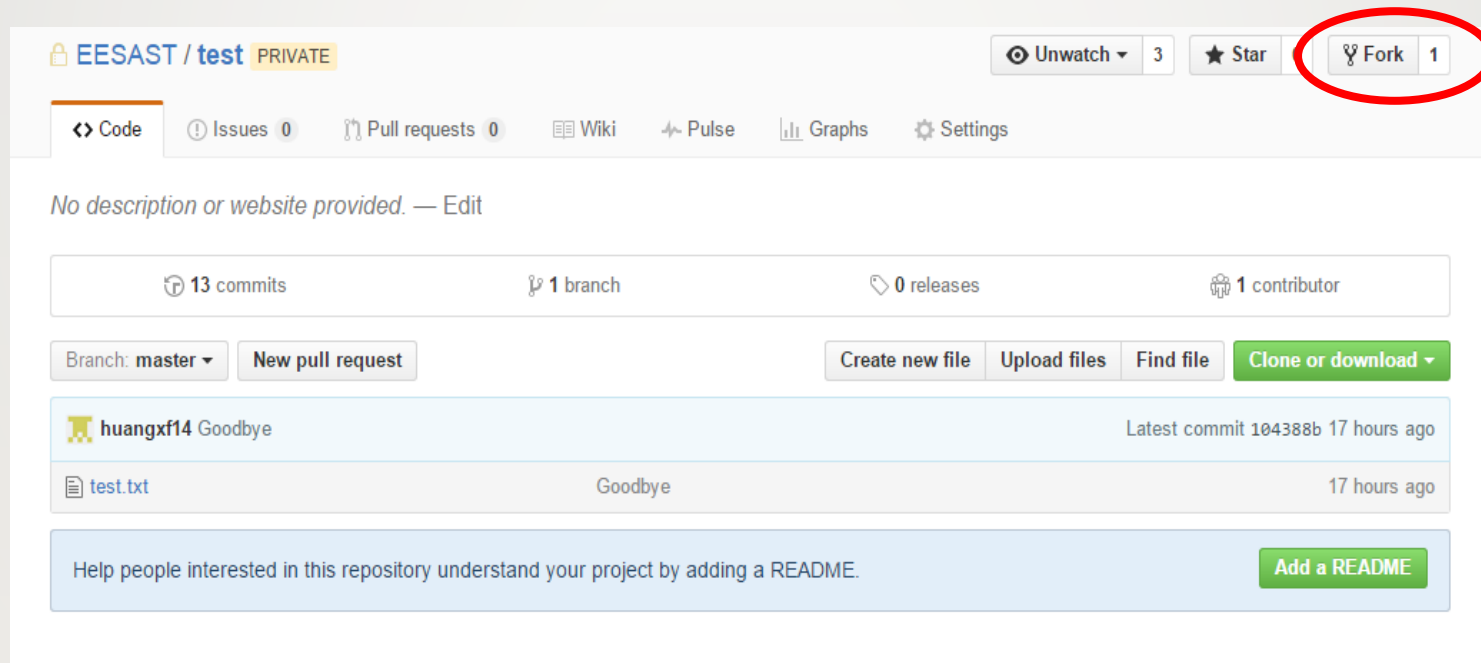 EESAST / test PRIVATE Unwatch 3 Star Fork 1
Code Issues 0 Pull requests 0 Wiki Pulse Graphs Settings
No description or website provided. — Edit
13 commits 1 branch 0 releases 1 contributor
Branch: master New pull request Create new file Upload files Find file Clone or download
huangxf14 Goodbye Latest commit 104388b 17 hours ago
test.txt Goodbye 17 hours ago
Help people interested in this repository understand your project by adding a README. Add a README